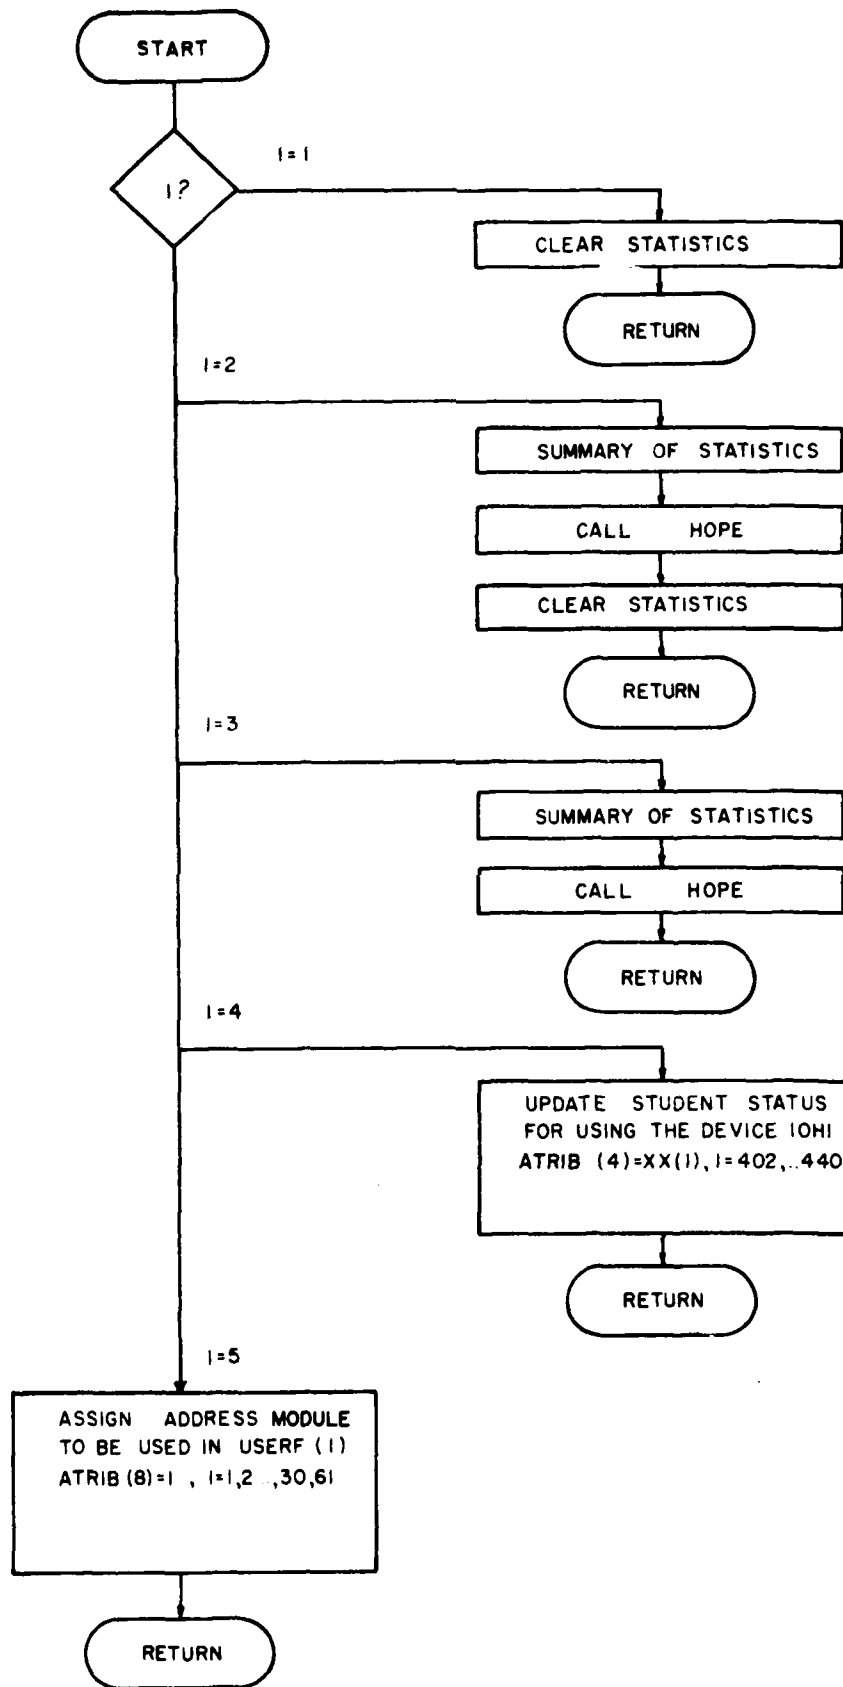 START
I?
I=1
CLEAR STATISTICS
RETURN
I=2
SUMMARY OF STATISTICS
CALL HOPE
CLEAR STATISTICS
RETURN
I=3
SUMMARY OF STATISTICS
CALL HOPE
RETURN
I=4
UPDATE STUDENT STATUS
FOR USING THE DEVICE IOHI
ATRIB (4)=XX(I), I=402,..440
RETURN
I=5
ASSIGN ADDRESS MODULE
TO BE USED IN USERF (I)
ATRIB(8)=I , I=1,2 ..,30,61
RETURN